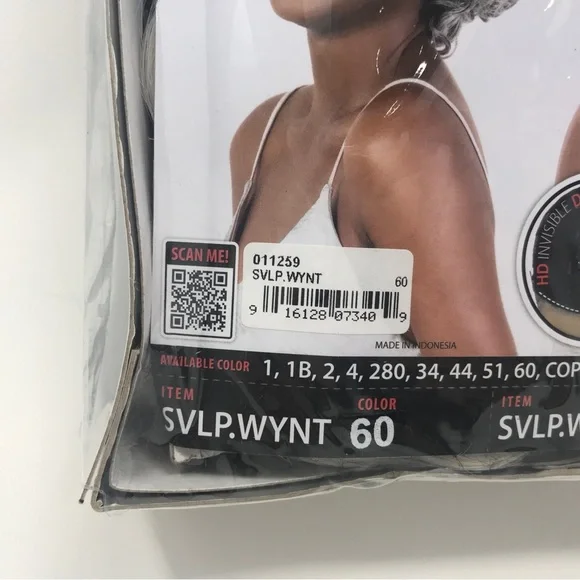 HD INVISIBLE
SCAN ME!
011259
SVLP.WYNT 60
9 16128 07340 9
MADE IN INDONESIA
AVAILABLE COLOR 1, 1B, 2, 4, 280, 34, 44, 51, 60, COP
ITEM COLOR ITEM
SVLP.WYNT 60 SVLP.W